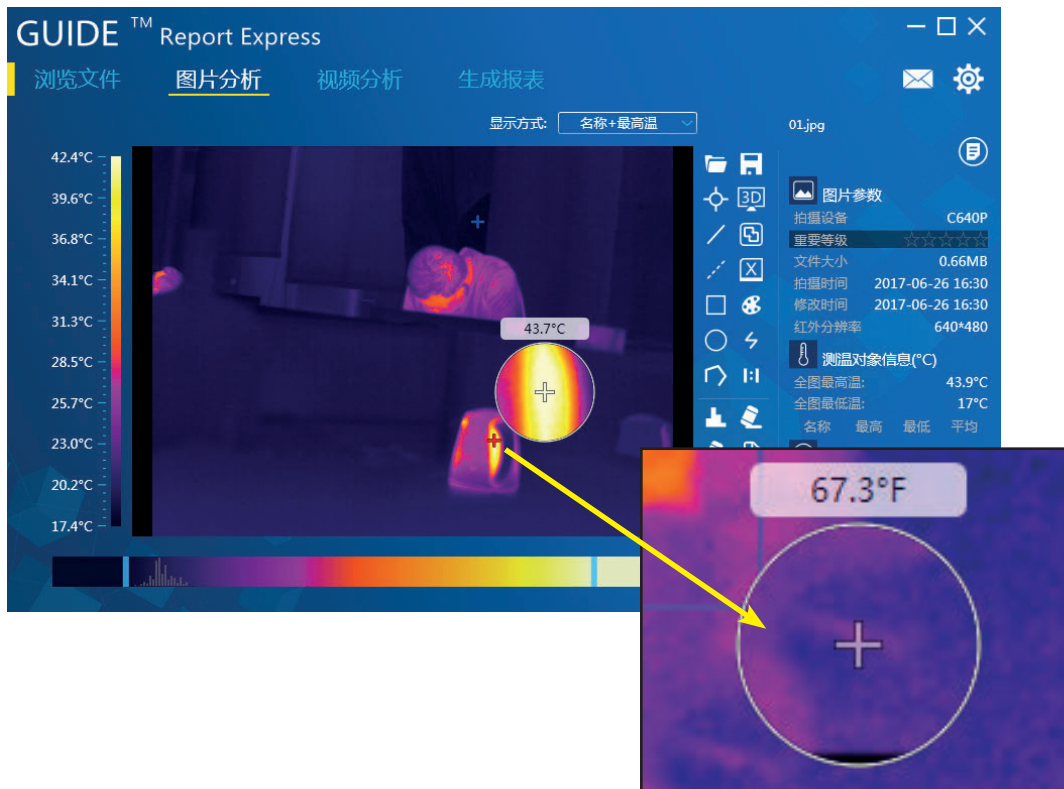 GUIDE ™ Report Express
浏览文件 图片分析 视频分析 生成报表
显示方式: 名称+最高温
01.jpg
42.4°C
39.6°C
36.8°C
34.1°C
31.3°C
28.5°C
25.7°C
23.0°C
20.2°C
17.4°C
43.7°C
3D
X
1:1
图片参数
拍摄设备 C640P
重要等级 ☆☆☆☆☆
文件大小 0.66MB
拍摄时间 2017-06-26 16:30
修改时间 2017-06-26 16:30
红外分辨率 640*480
测温对象信息(°C)
全图最高温: 43.9°C
全图最低温: 17°C
名称 最高 最低 平均
67.3°F